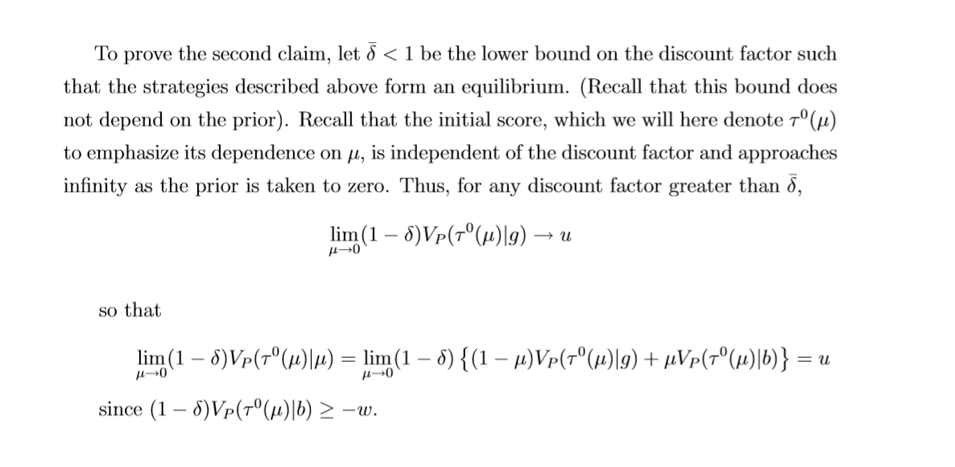 To prove the second claim, let δ̄ < 1 be the lower bound on the discount factor such
that the strategies described above form an equilibrium. (Recall that this bound does
not depend on the prior). Recall that the initial score, which we will here denote τ⁰(μ)
to emphasize its dependence on μ, is independent of the discount factor and approaches
infinity as the prior is taken to zero. Thus, for any discount factor greater than δ̄,
lim_{μ→0}(1 − δ)V_P(τ⁰(μ)|g) → u
so that
lim_{μ→0}(1 − δ)V_P(τ⁰(μ)|μ) = lim_{μ→0}(1 − δ) {(1 − μ)V_P(τ⁰(μ)|g) + μV_P(τ⁰(μ)|b)} = u
since (1 − δ)V_P(τ⁰(μ)|b) ≥ −w.